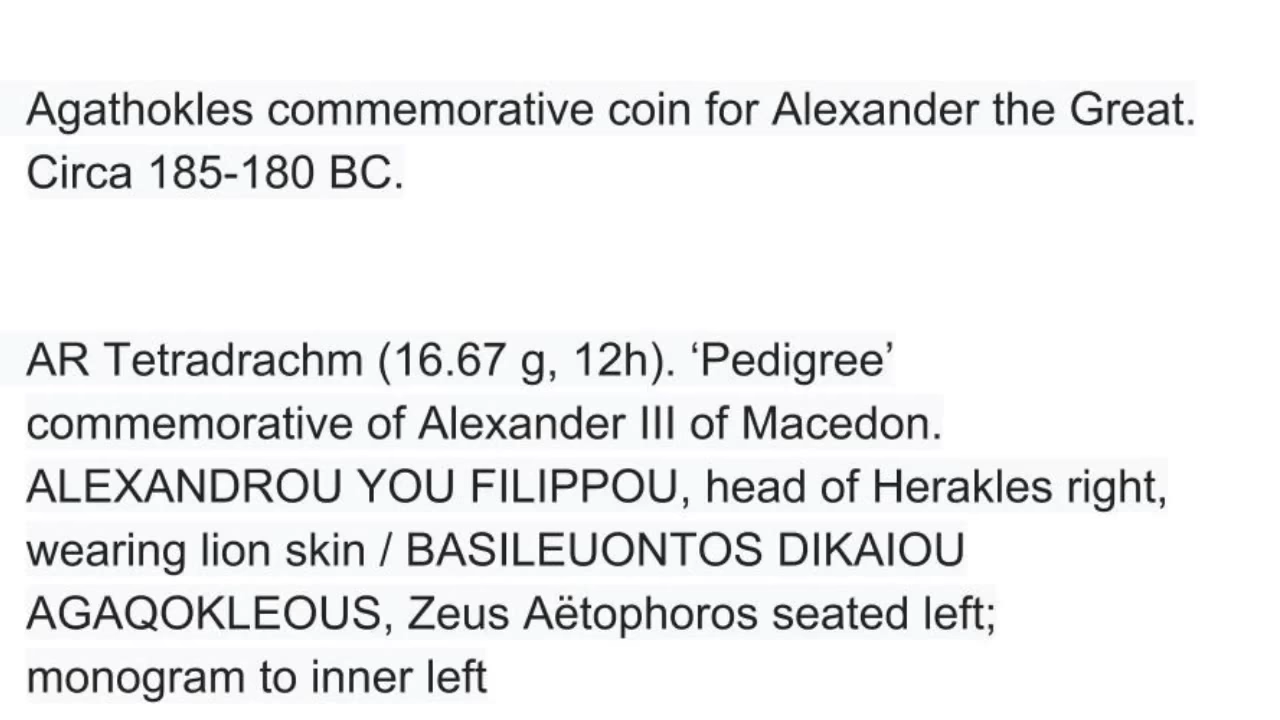 Agathokles commemorative coin for Alexander the Great.
Circa 185-180 BC.
AR Tetradrachm (16.67 g, 12h). ‘Pedigree’
commemorative of Alexander III of Macedon.
ALEXANDROU YOU FILIPPOU, head of Herakles right,
wearing lion skin / BASILEUONTOS DIKAIOU
AGAQOKLEOUS, Zeus Aëtophoros seated left;
monogram to inner left